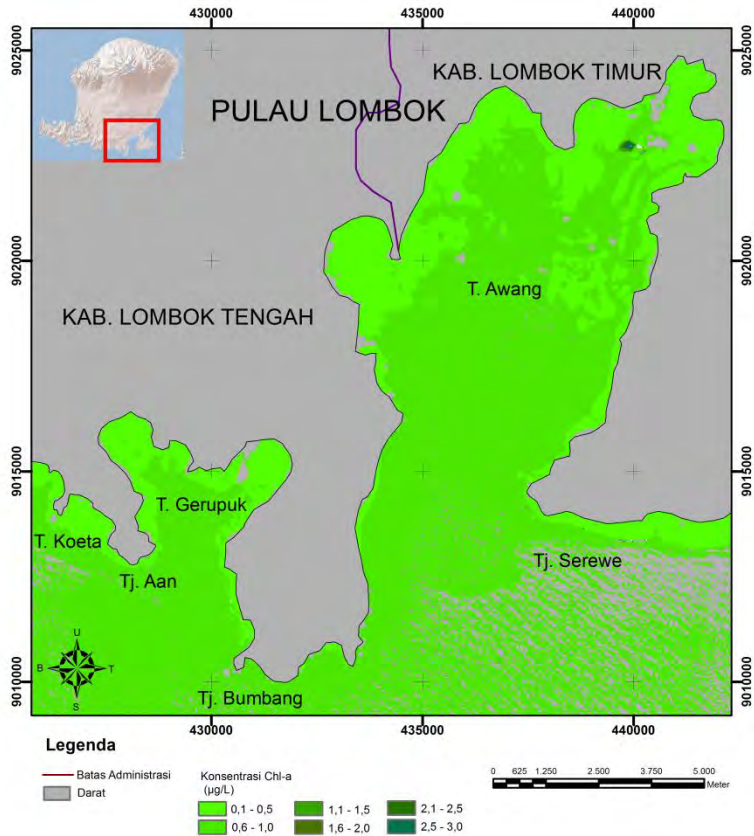 430000 435000 440000
9025000 9025000
KAB. LOMBOK TIMUR
PULAU LOMBOK
9020000 9020000
T. Awang
KAB. LOMBOK TENGAH
9015000 9015000
T. Gerupuk
T. Koeta
Tj. Serewe
Tj. Aan
U
B T
S
9010000 9010000
Tj. Bumbang
430000 435000 440000
Legenda
Batas Administrasi
Darat
Konsentrasi Chl-a
(µg/L)
0,1 - 0,5 1,1 - 1,5 2,1 - 2,5
0,6 - 1,0 1,6 - 2,0 2,5 - 3,0
0 625 1.250 2.500 3.750 5.000
Meter